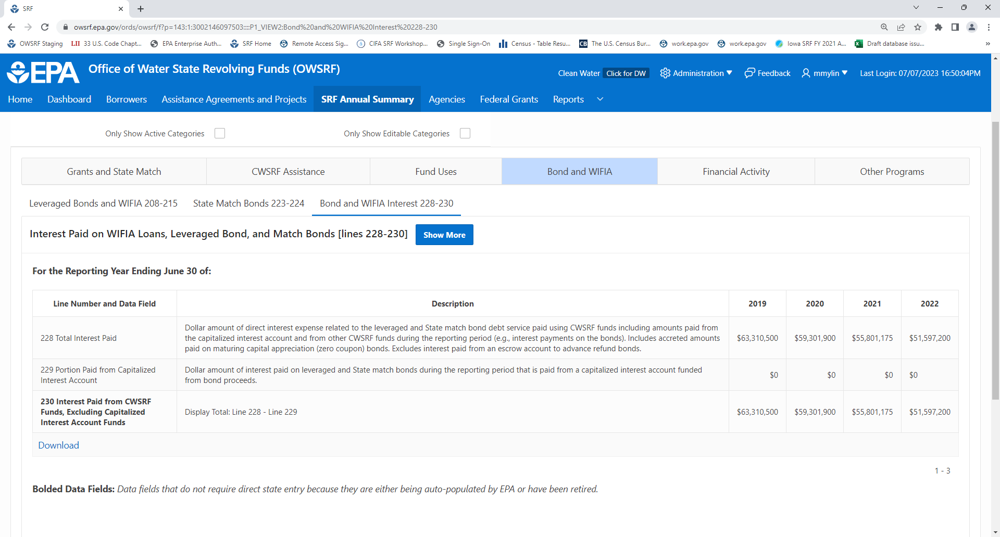 SRF
owsrf.epa.gov/ords/owsrf/f?p=143:1:3002146097503::::P1_VIEW2:Bond%20and%20WIFIA%20Interest%20228-230
OWSRF Staging LII 33 U.S. Code Chapt... EPA Enterprise Auth... SRF Home Remote Access Sig... CIFA SRF Workshop... Single Sign-On Census - Table Resu... CB The U.S. Census Bur... work.epa.gov work.epa.gov Iowa SRF FY 2021 A... Draft database issu... »
EPA Office of Water State Revolving Funds (OWSRF)
Clean Water Click for DW Administration Feedback mmylin Last Login: 07/07/2023 16:50:04PM
Home Dashboard Borrowers Assistance Agreements and Projects SRF Annual Summary Agencies Federal Grants Reports
Only Show Active Categories Only Show Editable Categories
Grants and State Match CWSRF Assistance Fund Uses Bond and WIFIA Financial Activity Other Programs
Leveraged Bonds and WIFIA 208-215 State Match Bonds 223-224 Bond and WIFIA Interest 228-230
Interest Paid on WIFIA Loans, Leveraged Bond, and Match Bonds [lines 228-230] Show More
For the Reporting Year Ending June 30 of:
Line Number and Data Field Description 2019 2020 2021 2022
228 Total Interest Paid
Dollar amount of direct interest expense related to the leveraged and State match bond debt service paid using CWSRF funds including amounts paid from
the capitalized interest account and from other CWSRF funds during the reporting period (e.g., interest payments on the bonds). Includes accreted amounts
paid on maturing capital appreciation (zero coupon) bonds. Excludes interest paid from an escrow account to advance refund bonds.
$63,310,500 $59,301,900 $55,801,175 $51,597,200
229 Portion Paid from Capitalized
Interest Account
Dollar amount of interest paid on leveraged and State match bonds during the reporting period that is paid from a capitalized interest account funded
from bond proceeds.
$0 $0 $0 $0
230 Interest Paid from CWSRF
Funds, Excluding Capitalized
Interest Account Funds
Display Total: Line 228 - Line 229
$63,310,500 $59,301,900 $55,801,175 $51,597,200
Download
1 - 3
Bolded Data Fields: Data fields that do not require direct state entry because they are either being auto-populated by EPA or have been retired.